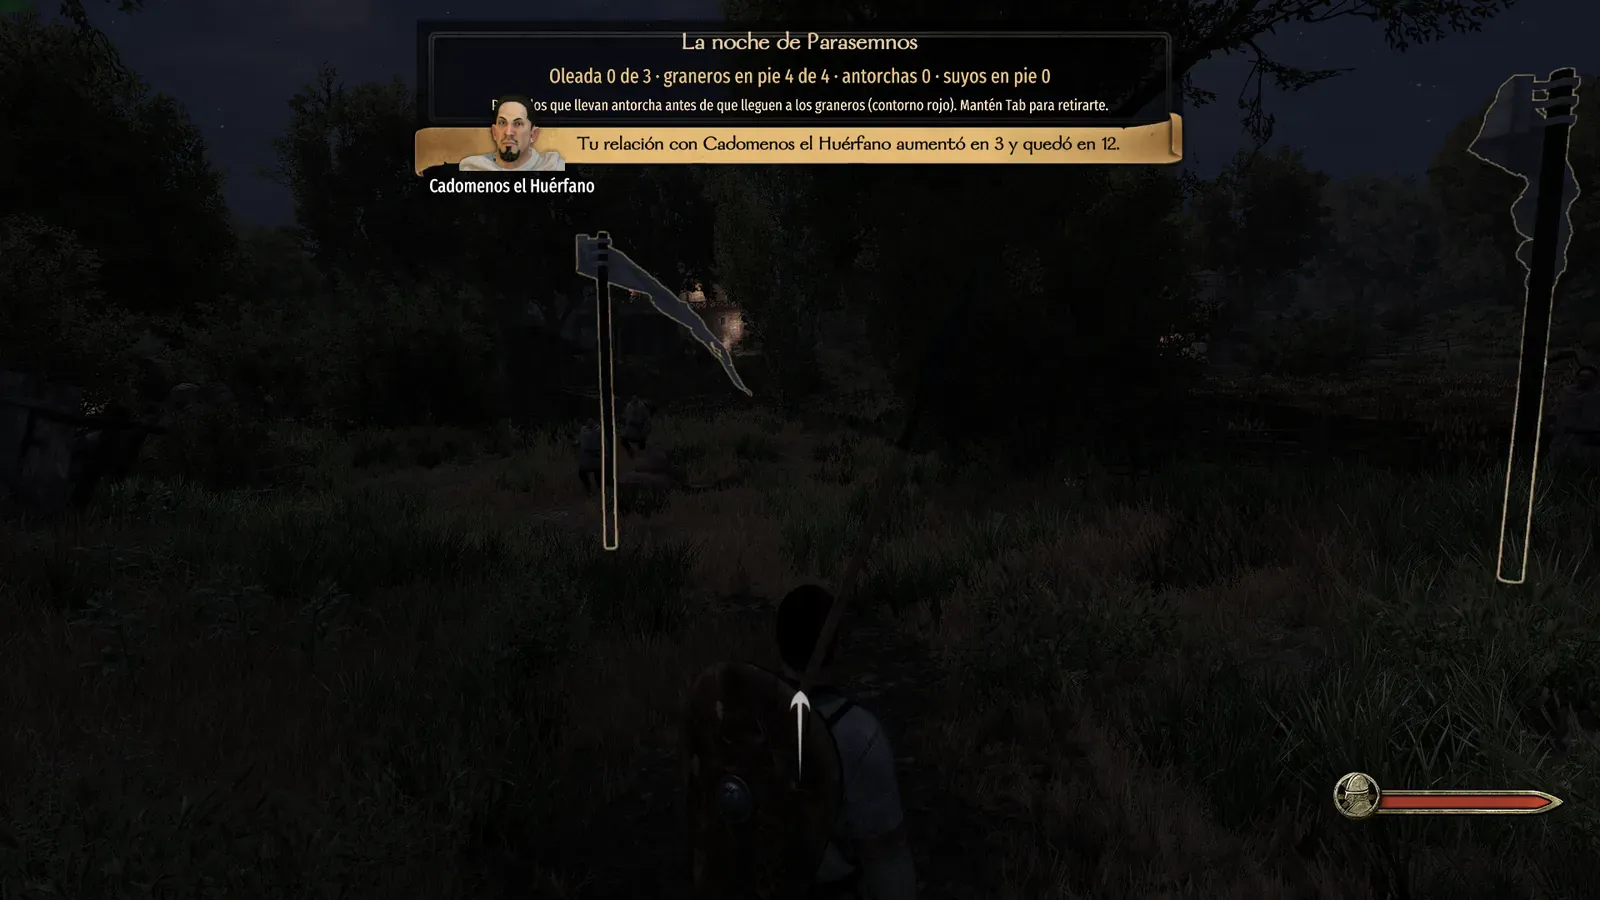 La noche de Parasemnos
Oleada 0 de 3 · graneros en pie 4 de 4 · antorchas 0 · suyos en pie 0
los que llevan antorcha antes de que lleguen a los graneros (contorno rojo). Mantén Tab para retirarte.
Tu relación con Cadomenos el Huérfano aumentó en 3 y quedó en 12.
Cadomenos el Huérfano